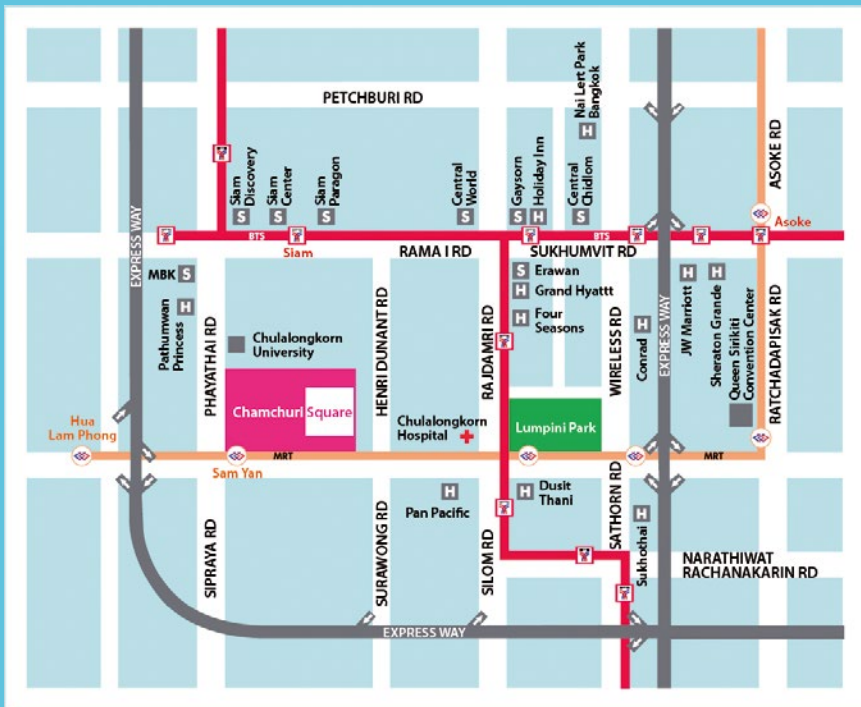 PETCHBURI RD
Nai Lert Park
Bangkok
H
ASOKE RD
EXPRESS WAY
Siam
Discovery
S
Siam
Center
S
Siam
Paragon
S
Central
World
S
Gaysorn
S
Holiday Inn
H
Central
Chidlom
S
Asoke
BTS
Siam
RAMA I RD
SUKHUMVIT RD
BTS
MBK S
Pathumwan
Princess
H
PHAYATHAI RD
Chulalongkorn
University
HENRI DUNANT RD
RAJDAMRI RD
S Erawan
H Grand Hyattt
H Four
Seasons
WIRELESS RD
Conrad
H
EXPRESS WAY
JW Marriott
H
Sheraton Grande
H
Queen Sirikiti
Convention Center
RATCHADAPISAK RD
Chamchuri Square
Hua
Lam Phong
Chulalongkorn
Hospital
Lumpini Park
Sam Yan
MRT
MRT
SIPRAYA RD
SURAWONG RD
H
Pan Pacific
SILOM RD
H Dusit
Thani
SATHORN RD
Sukhothai
H
NARATHIWAT
RACHANAKARIN RD
EXPRESS WAY